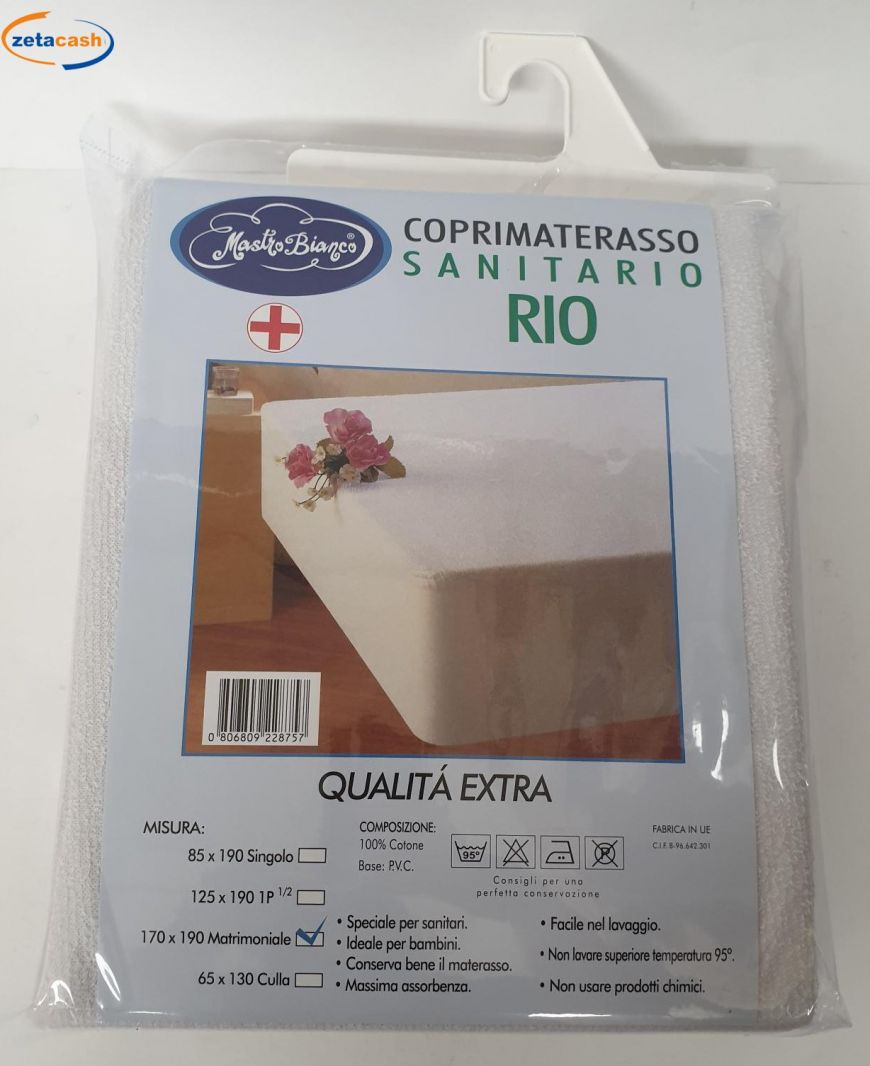 zetacash
Mastro Bianco®
COPRIMATERASSO
SANITARIO
RIO
0 806809 228757
QUALITÁ EXTRA
MISURA:
85 x 190 Singolo
125 x 190 1P 1/2
170 x 190 Matrimoniale
65 x 130 Culla
COMPOSIZIONE:
100% Cotone
Base: P.V.C.
95°
Consigli per una
perfetta conservazione
FABRICA IN UE
C.I.F. B-96.642.301
• Speciale per sanitari.
• Ideale per bambini.
• Conserva bene il materasso.
• Massima assorbenza.
• Facile nel lavaggio.
• Non lavare superiore temperatura 95°.
• Non usare prodotti chimici.